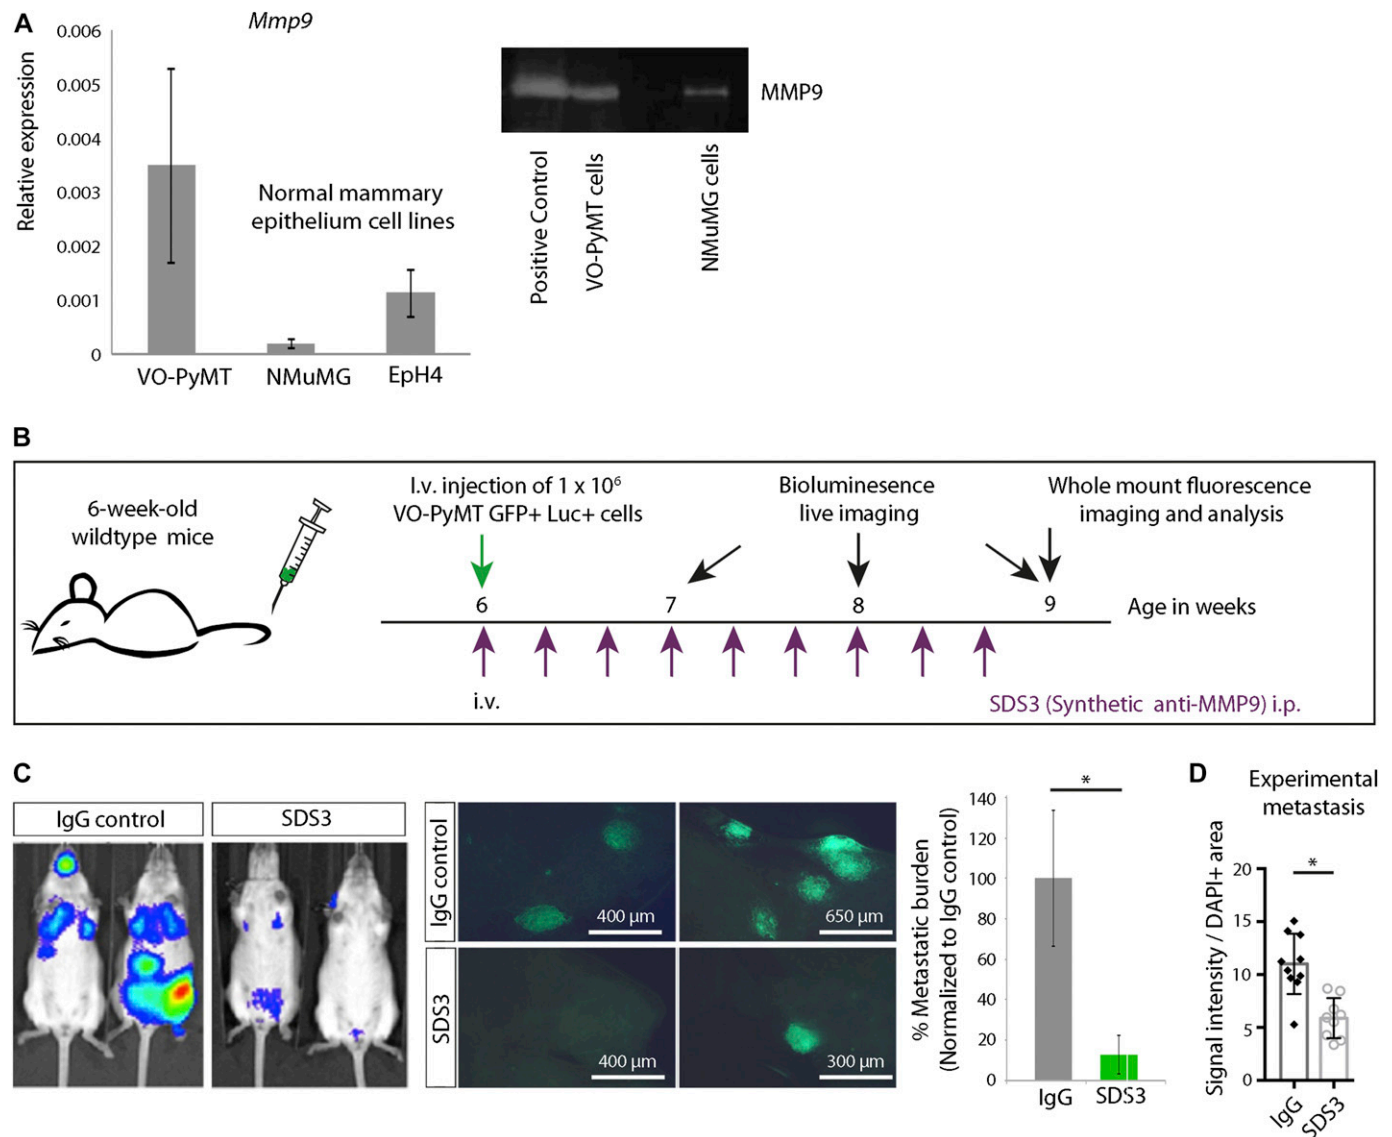 A
Mmp9
Relative expression
0.006
0.005
0.004
0.003
0.002
0.001
0
Normal mammary
epithelium cell lines
VO-PyMT
NMuMG
EpH4
MMP9
Positive Control
VO-PyMT cells
NMuMG cells
B
6-week-old
wildtype mice
I.v. injection of 1 x 10⁶
VO-PyMT GFP+ Luc+ cells
Bioluminesence
live imaging
Whole mount fluorescence
imaging and analysis
6
7
8
9
Age in weeks
i.v.
SDS3 (Synthetic anti-MMP9) i.p.
C
IgG control
SDS3
IgG control
400 µm
650 µm
SDS3
400 µm
300 µm
% Metastatic burden
(Normalized to IgG control)
140
120
100
80
60
40
20
0
*
IgG
SDS3
D
Experimental
metastasis
Signal intensity / DAPI+ area
20
15
10
5
0
*
IgG
SDS3